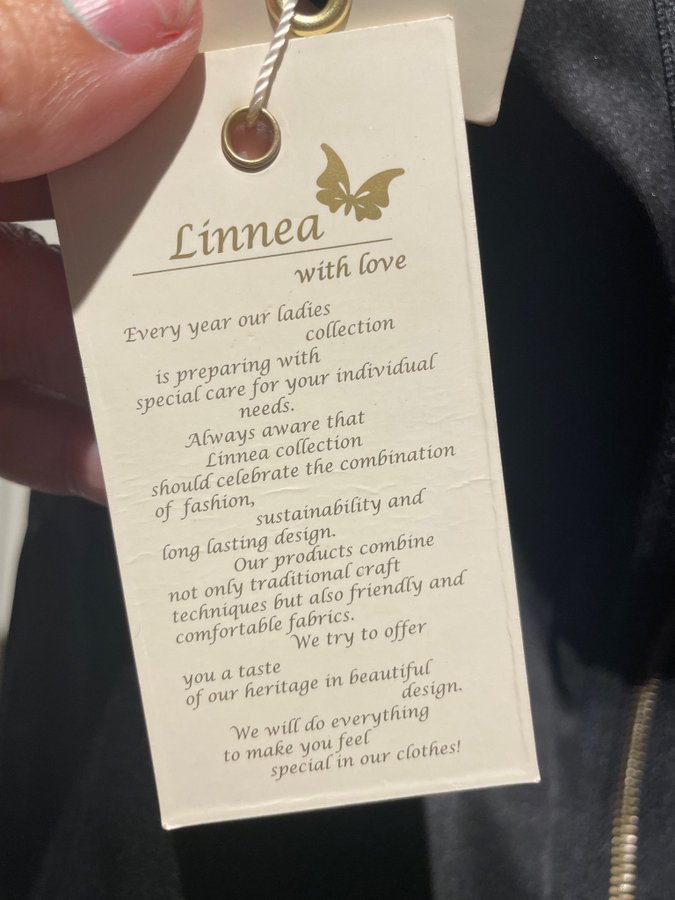 Linnea
with love
Every year our ladies
collection
is preparing with
special care for your individual
needs.
Always aware that
Linnea collection
should celebrate the combination
of fashion,
sustainability and
long lasting design.
Our products combine
not only traditional craft
techniques but also friendly and
comfortable fabrics.
We try to offer
you a taste
of our heritage in beautiful
design.
We will do everything
to make you feel
special in our clothes!